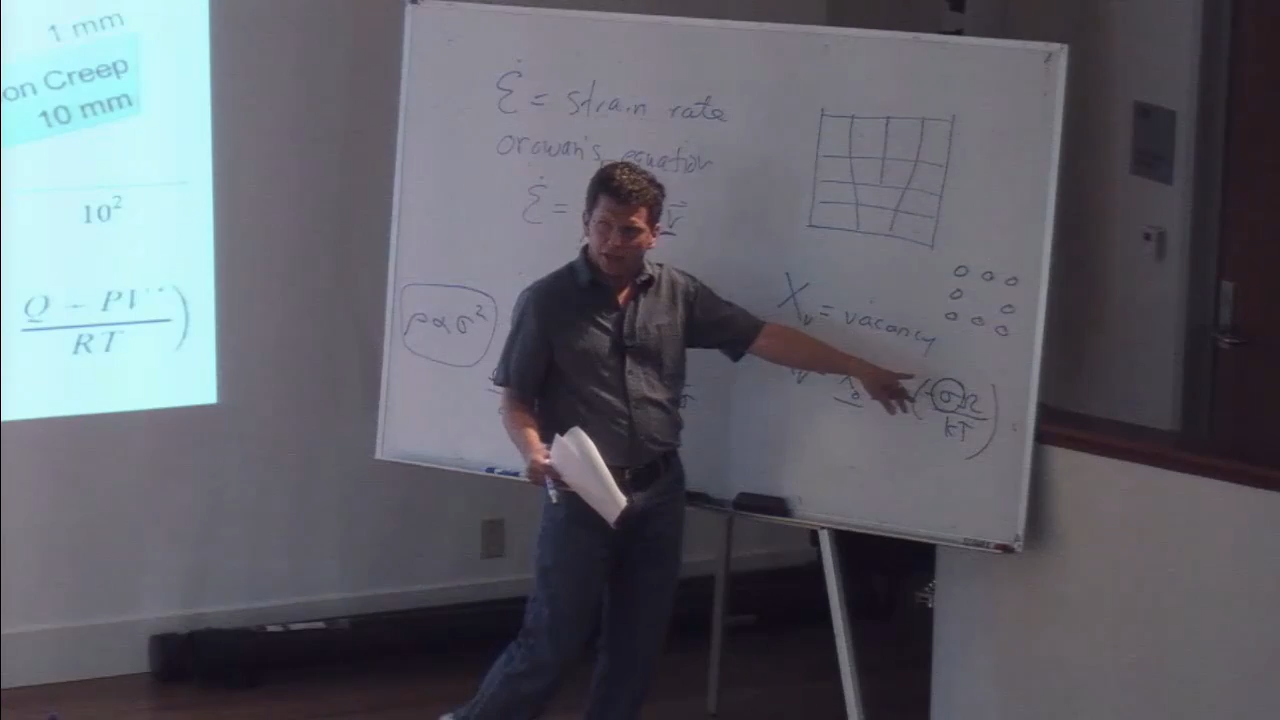 1 mm
on Creep
10 mm
10²
Q - PV
RT )
ε̇ = strain rate
Orowan's equation
ε̇ =
v⃗
ρ ∝ σ²
X_v = vacancy
(-σΩ
kT)